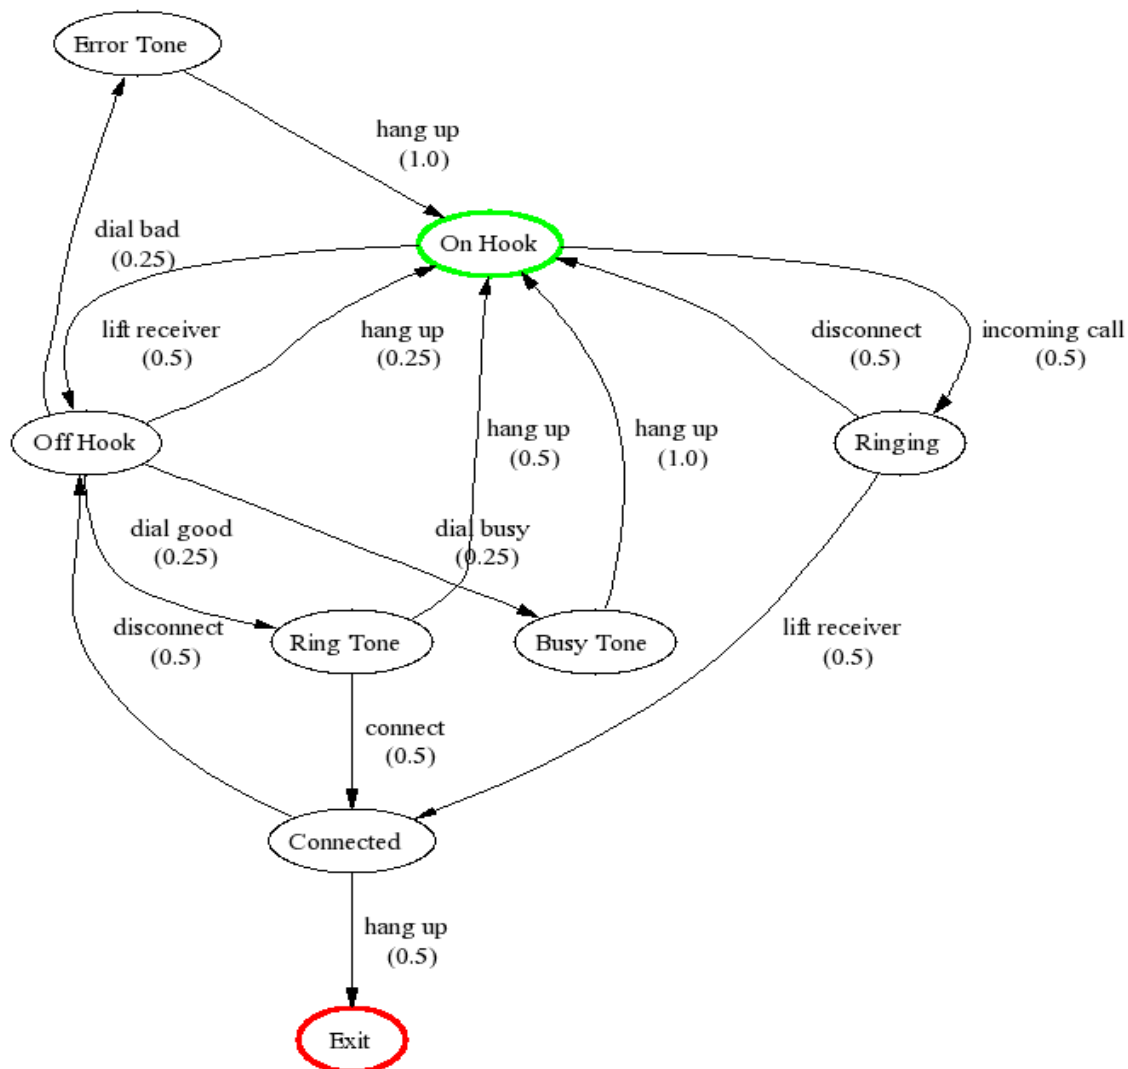 Error Tone
hang up
(1.0)
dial bad
(0.25)
On Hook
lift receiver
(0.5)
hang up
(0.25)
disconnect
(0.5)
incoming call
(0.5)
Off Hook
hang up
(0.5)
hang up
(1.0)
Ringing
dial good
(0.25)
dial busy
(0.25)
disconnect
(0.5)
Ring Tone
Busy Tone
lift receiver
(0.5)
connect
(0.5)
Connected
hang up
(0.5)
Exit